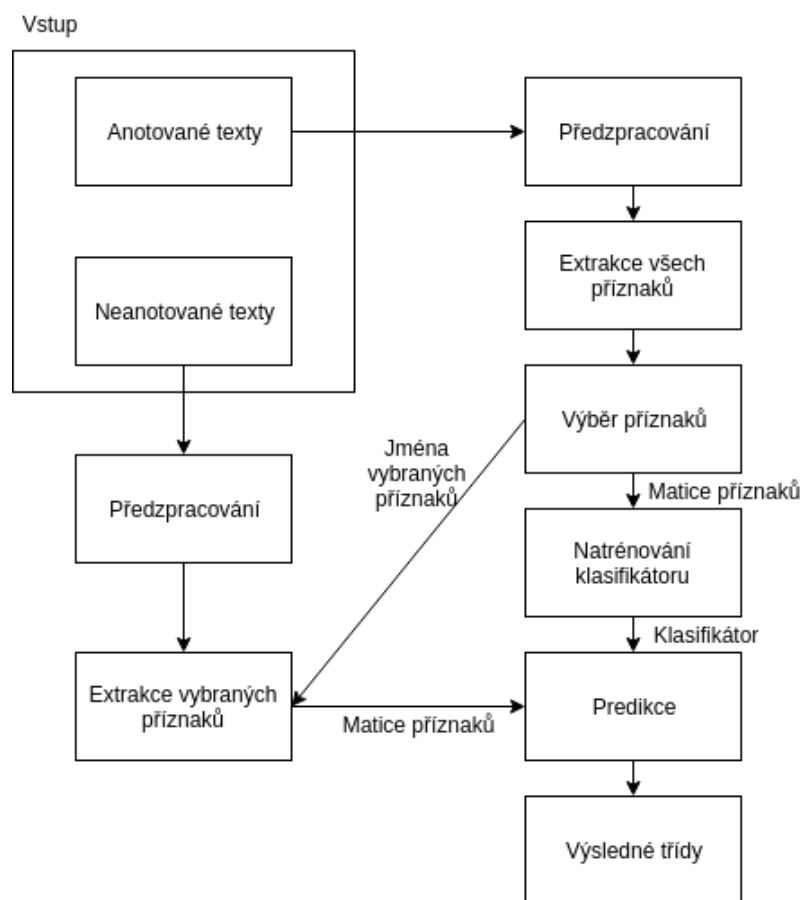 Vstup
Anotované texty
Předzpracování
Extrakce všech
příznaků
Neanotované texty
Výběr příznaků
Jména
vybraných
příznaků
Matice příznaků
Předzpracování
Natrénování
klasifikátoru
Klasifikátor
Extrakce vybraných
příznaků
Matice příznaků
Predikce
Výsledné třídy